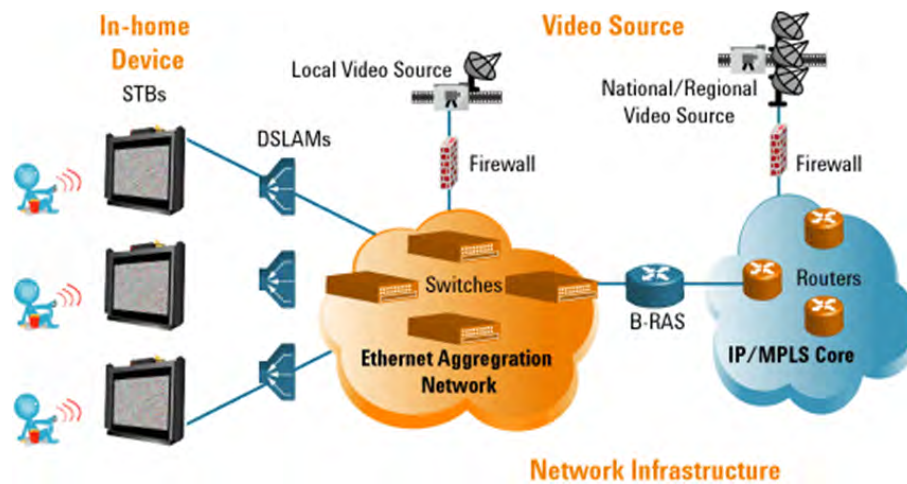 In-home
Device
STBs
DSLAMs
Local Video Source
Firewall
Video Source
National/Regional
Video Source
Firewall
Switches
Ethernet Aggregration
Network
B-RAS
Routers
IP/MPLS Core
Network Infrastructure